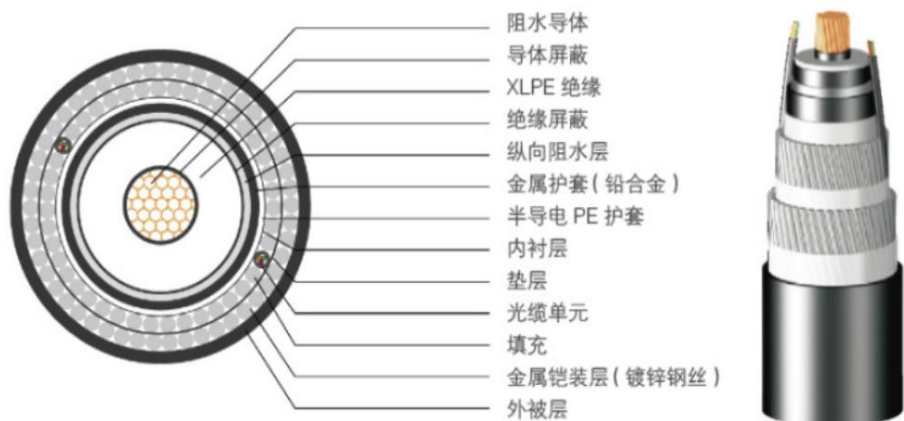 阻水导体
导体屏蔽
XLPE 绝缘
绝缘屏蔽
纵向阻水层
金属护套(铅合金)
半导电 PE 护套
内衬层
垫层
光缆单元
填充
金属铠装层(镀锌钢丝)
外被层